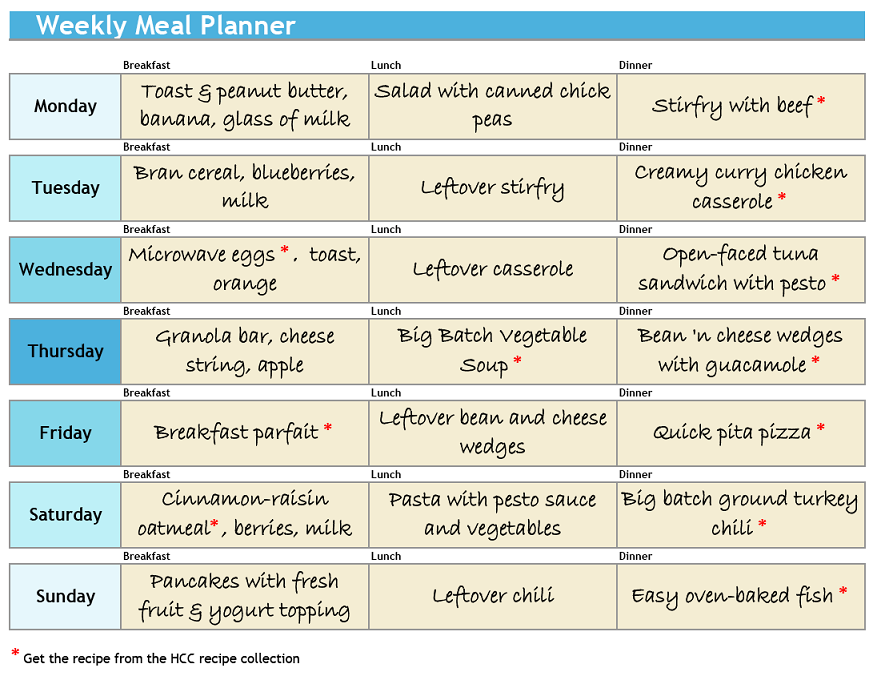 Weekly Meal Planner
Breakfast Lunch Dinner
Monday
Toast & peanut butter,
banana, glass of milk
Salad with canned chick
peas
Stirfry with beef *
Breakfast Lunch Dinner
Tuesday
Bran cereal, blueberries,
milk
Leftover stirfry
Creamy curry chicken
casserole *
Breakfast Lunch Dinner
Wednesday
Microwave eggs * . toast,
orange
Leftover casserole
Open-faced tuna
sandwich with pesto *
Breakfast Lunch Dinner
Thursday
Granola bar, cheese
string, apple
Big Batch Vegetable
Soup *
Bean 'n cheese wedges
with guacamole *
Breakfast Lunch Dinner
Friday
Breakfast parfait *
Leftover bean and cheese
wedges
Quick pita pizza *
Breakfast Lunch Dinner
Saturday
Cinnamon-raisin
oatmeal* , berries, milk
Pasta with pesto sauce
and vegetables
Big batch ground turkey
chili *
Breakfast Lunch Dinner
Sunday
Pancakes with fresh
fruit & yogurt topping
Leftover chili
Easy oven-baked fish *
* Get the recipe from the HCC recipe collection